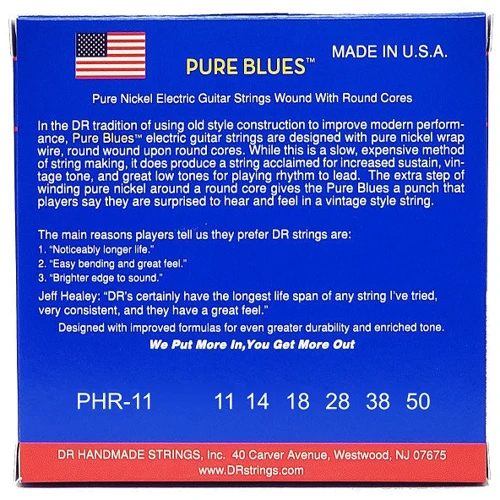 MADE IN U.S.A.
PURE BLUES™
Pure Nickel Electric Guitar Strings Wound With Round Cores
In the DR tradition of using old style construction to improve modern perform-
ance, Pure Blues™ electric guitar strings are designed with pure nickel wrap
wire, round wound upon round cores. While this is a slow, expensive method
of string making, it does produce a string acclaimed for increased sustain, vin-
tage tone, and great low tones for playing rhythm to lead. The extra step of
winding pure nickel around a round core gives the Pure Blues a punch that
players say they are surprised to hear and feel in a vintage style string.
The main reasons players tell us they prefer DR strings are:
1. “Noticeably longer life.”
2. “Easy bending and great feel.”
3. “Brighter edge to sound.”
Jeff Healey: “DR's certainly have the longest life span of any string I've tried,
very consistent, and they have a great feel.”
Designed with improved formulas for even greater durability and enriched tone.
We Put More In,You Get More Out
PHR-11 11 14 18 28 38 50
DR HANDMADE STRINGS, Inc. 40 Carver Avenue, Westwood, NJ 07675
www.DRstrings.com